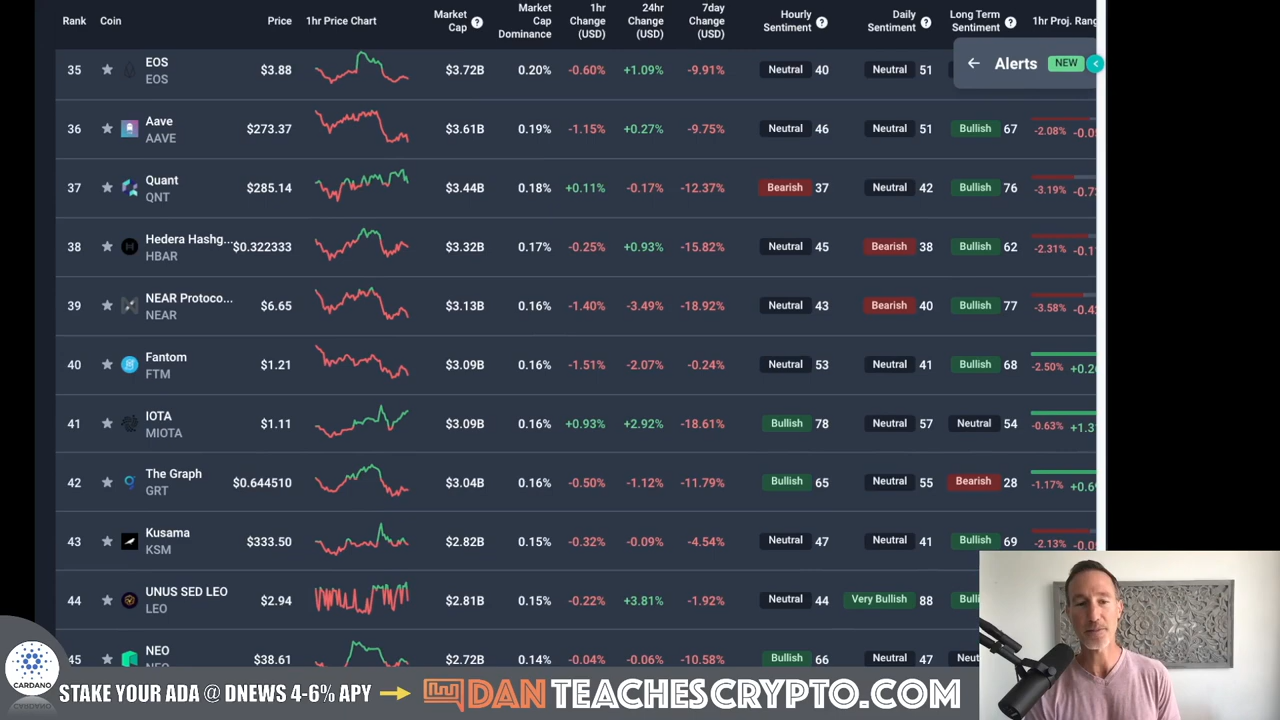 Rank Coin Price 1hr Price Chart Market Cap ? Market Cap Dominance 1hr Change (USD) 24hr Change (USD) 7day Change (USD) Hourly Sentiment ? Daily Sentiment ? Long Term Sentiment ? 1hr Proj. Rang
Alerts NEW
35 EOS EOS $3.88 $3.72B 0.20% -0.60% +1.09% -9.91% Neutral 40 Neutral 51
36 Aave AAVE $273.37 $3.61B 0.19% -1.15% +0.27% -9.75% Neutral 46 Neutral 51 Bullish 67 -2.08%
37 Quant QNT $285.14 $3.44B 0.18% +0.11% -0.17% -12.37% Bearish 37 Neutral 42 Bullish 76 -3.19%
38 Hedera Hashg... HBAR $0.322333 $3.32B 0.17% -0.25% +0.93% -15.82% Neutral 45 Bearish 38 Bullish 62 -2.31%
39 NEAR Protoco... NEAR $6.65 $3.13B 0.16% -1.40% -3.49% -18.92% Neutral 43 Bearish 40 Bullish 77 -3.58%
40 Fantom FTM $1.21 $3.09B 0.16% -1.51% -2.07% -0.24% Neutral 53 Neutral 41 Bullish 68 -2.50%
41 IOTA MIOTA $1.11 $3.09B 0.16% +0.93% +2.92% -18.61% Bullish 78 Neutral 57 Neutral 54 -0.63%
42 The Graph GRT $0.644510 $3.04B 0.16% -0.50% -1.12% -11.79% Bullish 65 Neutral 55 Bearish 28 -1.17%
43 Kusama KSM $333.50 $2.82B 0.15% -0.32% -0.09% -4.54% Neutral 47 Neutral 41 Bullish 69 -2.13%
44 UNUS SED LEO LEO $2.94 $2.81B 0.15% -0.22% +3.81% -1.92% Neutral 44 Very Bullish 88
45 NEO NEO $38.61 $2.72B 0.14% -0.04% -0.06% -10.58% Bullish 66 Neutral 47
CARDANO
STAKE YOUR ADA @ DNEWS 4-6% APY DANTEACHESCRYPTO.COM